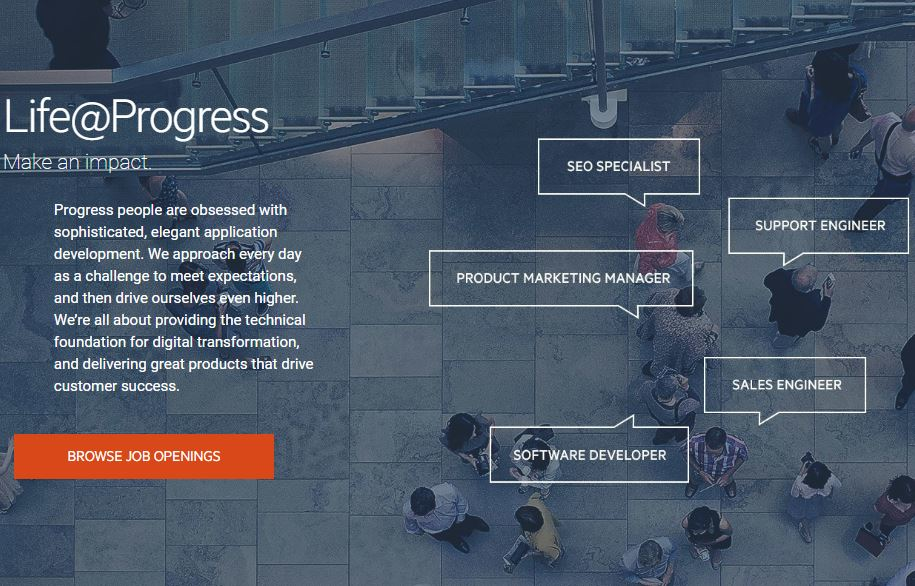 Life@Progress
Make an impact.
Progress people are obsessed with
sophisticated, elegant application
development. We approach every day
as a challenge to meet expectations,
and then drive ourselves even higher.
We’re all about providing the technical
foundation for digital transformation,
and delivering great products that drive
customer success.
BROWSE JOB OPENINGS
SEO SPECIALIST
SUPPORT ENGINEER
PRODUCT MARKETING MANAGER
SALES ENGINEER
SOFTWARE DEVELOPER